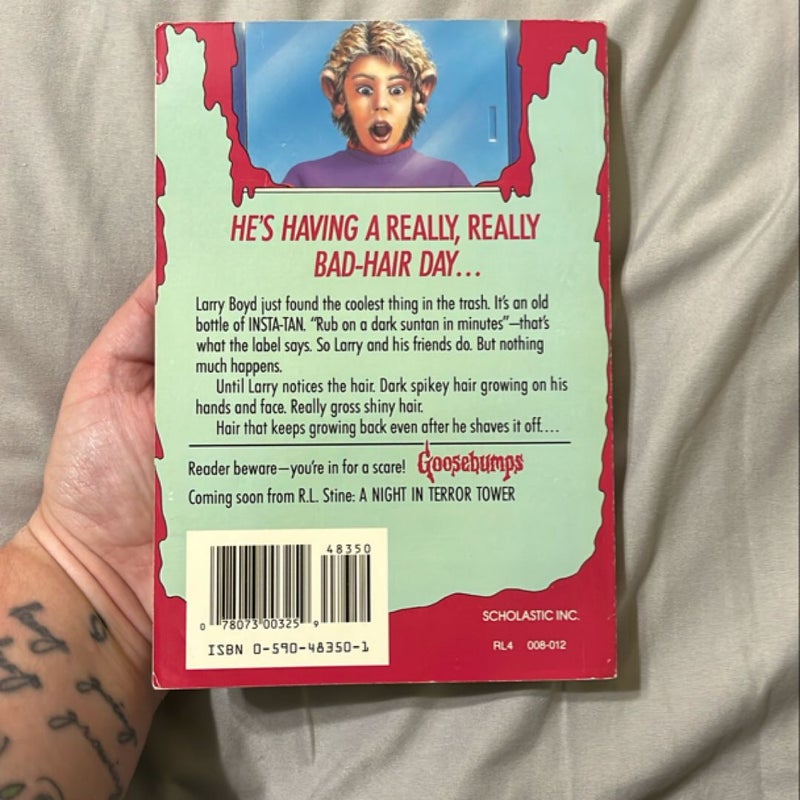 HE'S HAVING A REALLY, REALLY
BAD-HAIR DAY...
Larry Boyd just found the coolest thing in the trash. It's an old
bottle of INSTA-TAN. “Rub on a dark suntan in minutes”—that's
what the label says. So Larry and his friends do. But nothing
much happens.
Until Larry notices the hair. Dark spikey hair growing on his
hands and face. Really gross shiny hair.
Hair that keeps growing back even after he shaves it off....
Reader beware—you're in for a scare! Goosebumps
Coming soon from R.L. Stine: A NIGHT IN TERROR TOWER
48350
0 78073 00325 9
ISBN 0-590-48350-1
SCHOLASTIC INC.
RL4 008-012